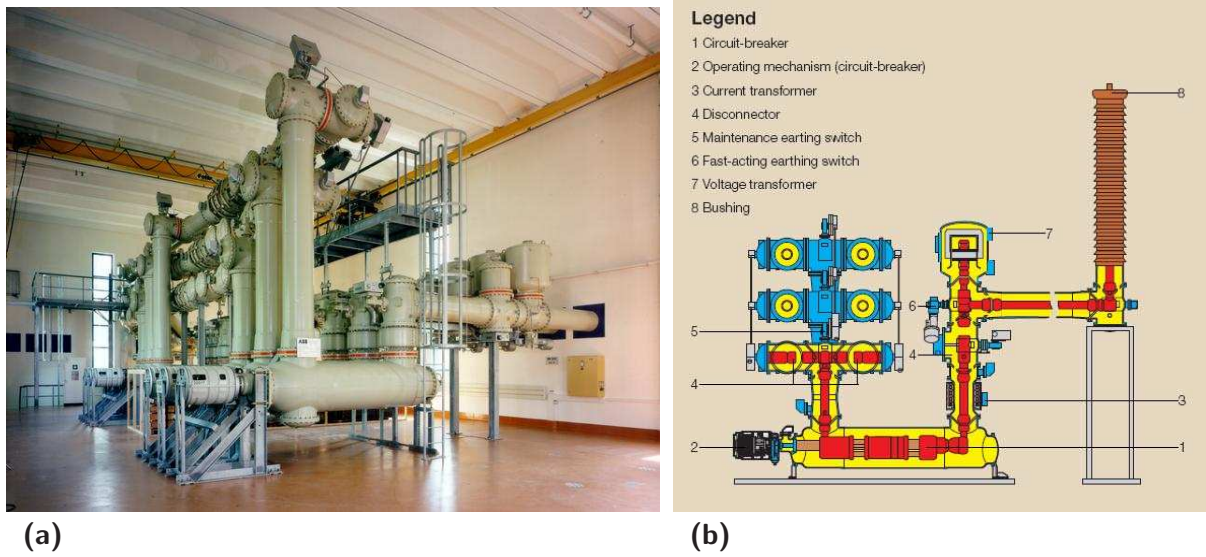 ABB
Legend
1 Circuit-breaker
2 Operating mechanism (circuit-breaker)
3 Current transformer
4 Disconnector
5 Maintenance earting switch
6 Fast-acting earthing switch
7 Voltage transformer
8 Bushing
8
7
6
5
4
4
3
2
1
(a)
(b)